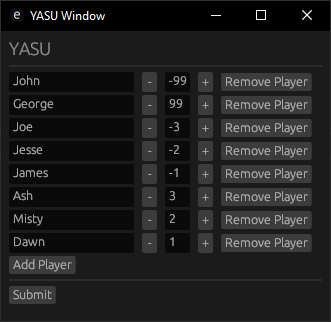 e YASU Window
YASU
John - -99 + Remove Player
George - 99 + Remove Player
Joe - -3 + Remove Player
Jesse - -2 + Remove Player
James - -1 + Remove Player
Ash - 3 + Remove Player
Misty - 2 + Remove Player
Dawn - 1 + Remove Player
Add Player
Submit